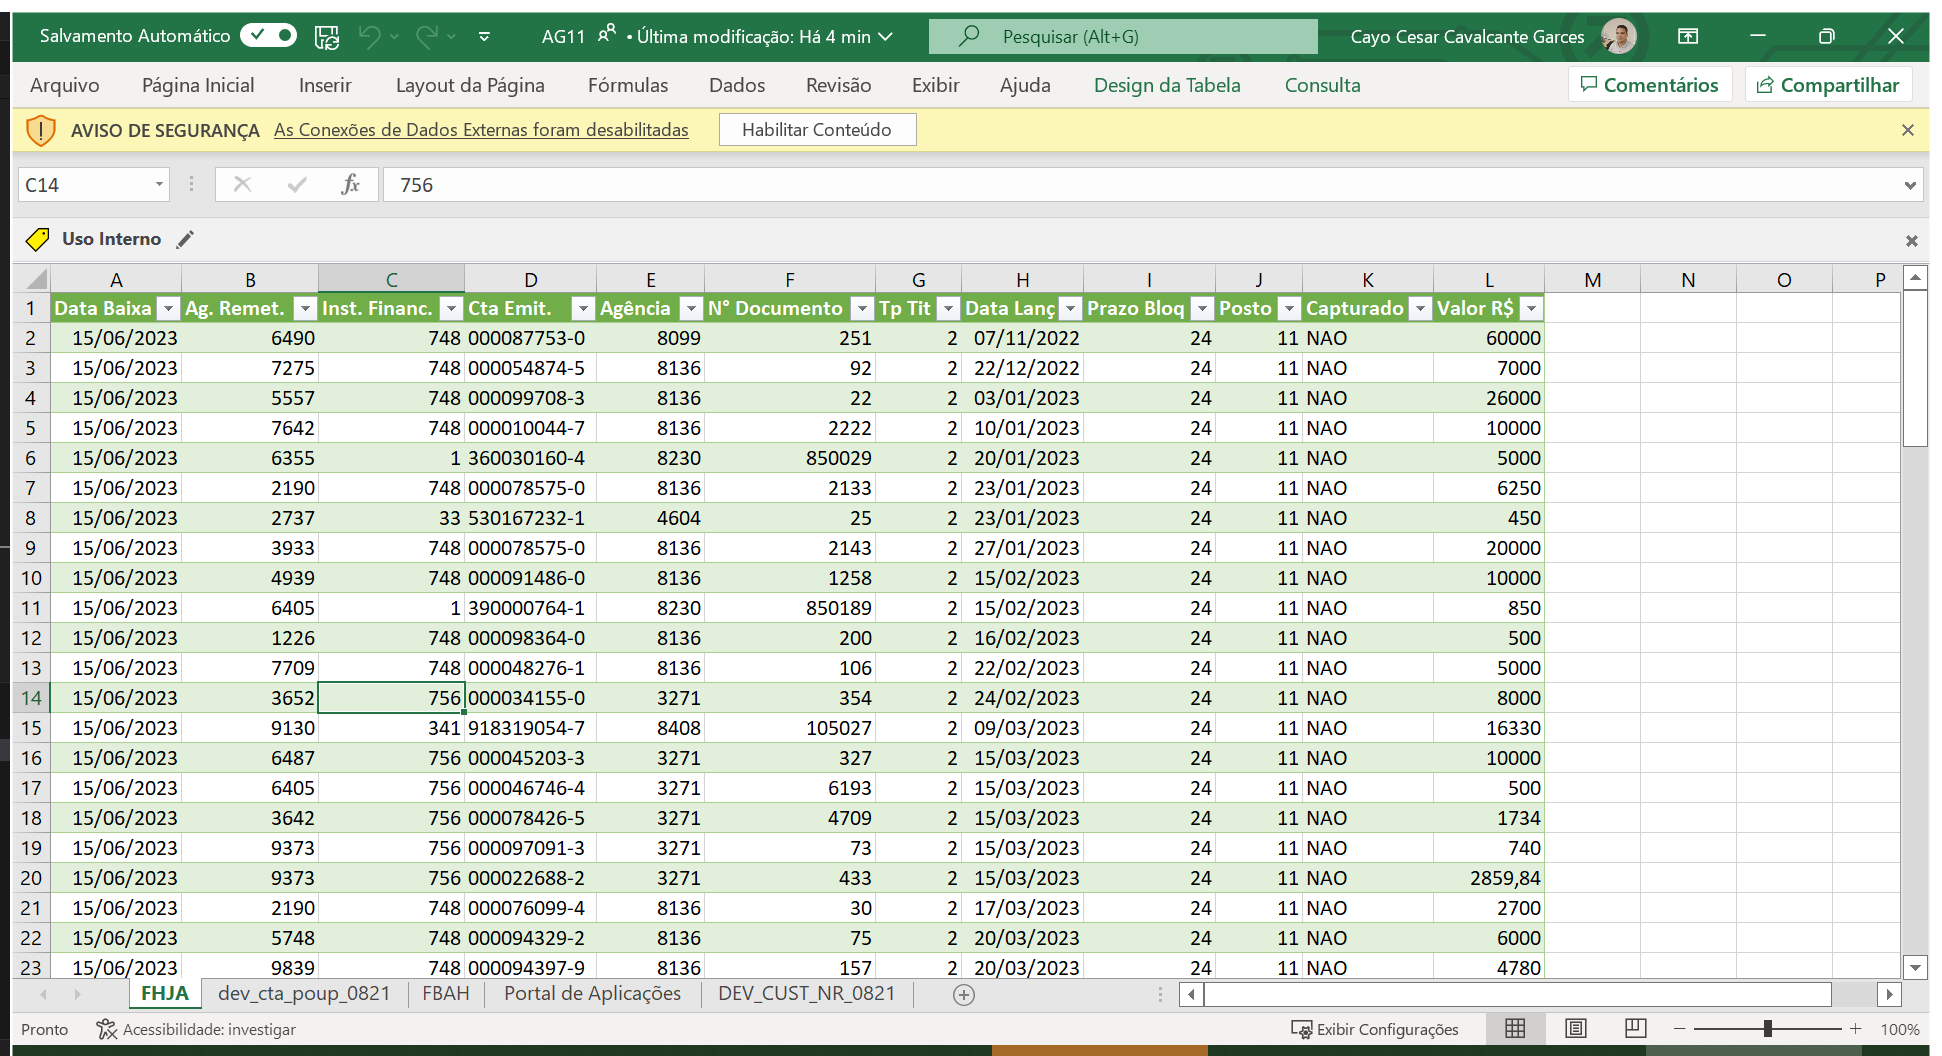 Salvamento Automático AG11 • Última modificação: Há 4 min Pesquisar (Alt+G) Cayo Cesar Cavalcante Garces
Arquivo Página Inicial Inserir Layout da Página Fórmulas Dados Revisão Exibir Ajuda Design da Tabela Consulta Comentários Compartilhar
AVISO DE SEGURANÇA As Conexões de Dados Externas foram desabilitadas Habilitar Conteúdo
C14 fx 756
Uso Interno
A B C D E F G H I J K L M N O P
1 Data Baixa Ag. Remet. Inst. Financ. Cta Emit. Agência N° Documento Tp Tit Data Lanç Prazo Bloq Posto Capturado Valor R$
2 15/06/2023 6490 748 000087753-0 8099 251 2 07/11/2022 24 11 NAO 60000
3 15/06/2023 7275 748 000054874-5 8136 92 2 22/12/2022 24 11 NAO 7000
4 15/06/2023 5557 748 000099708-3 8136 22 2 03/01/2023 24 11 NAO 26000
5 15/06/2023 7642 748 000010044-7 8136 2222 2 10/01/2023 24 11 NAO 10000
6 15/06/2023 6355 1 360030160-4 8230 850029 2 20/01/2023 24 11 NAO 5000
7 15/06/2023 2190 748 000078575-0 8136 2133 2 23/01/2023 24 11 NAO 6250
8 15/06/2023 2737 33 530167232-1 4604 25 2 23/01/2023 24 11 NAO 450
9 15/06/2023 3933 748 000078575-0 8136 2143 2 27/01/2023 24 11 NAO 20000
10 15/06/2023 4939 748 000091486-0 8136 1258 2 15/02/2023 24 11 NAO 10000
11 15/06/2023 6405 1 390000764-1 8230 850189 2 15/02/2023 24 11 NAO 850
12 15/06/2023 1226 748 000098364-0 8136 200 2 16/02/2023 24 11 NAO 500
13 15/06/2023 7709 748 000048276-1 8136 106 2 22/02/2023 24 11 NAO 5000
14 15/06/2023 3652 756 000034155-0 3271 354 2 24/02/2023 24 11 NAO 8000
15 15/06/2023 9130 341 918319054-7 8408 105027 2 09/03/2023 24 11 NAO 16330
16 15/06/2023 6487 756 000045203-3 3271 327 2 15/03/2023 24 11 NAO 10000
17 15/06/2023 6405 756 000046746-4 3271 6193 2 15/03/2023 24 11 NAO 500
18 15/06/2023 3642 756 000078426-5 3271 4709 2 15/03/2023 24 11 NAO 1734
19 15/06/2023 9373 756 000097091-3 3271 73 2 15/03/2023 24 11 NAO 740
20 15/06/2023 9373 756 000022688-2 3271 433 2 15/03/2023 24 11 NAO 2859,84
21 15/06/2023 2190 748 000076099-4 8136 30 2 17/03/2023 24 11 NAO 2700
22 15/06/2023 5748 748 000094329-2 8136 75 2 20/03/2023 24 11 NAO 6000
23 15/06/2023 9839 748 000094397-9 8136 157 2 20/03/2023 24 11 NAO 4780
FHJA dev_cta_poup_0821 FBAH Portal de Aplicações DEV_CUST_NR_0821
Pronto Acessibilidade: investigar Exibir Configurações 100%